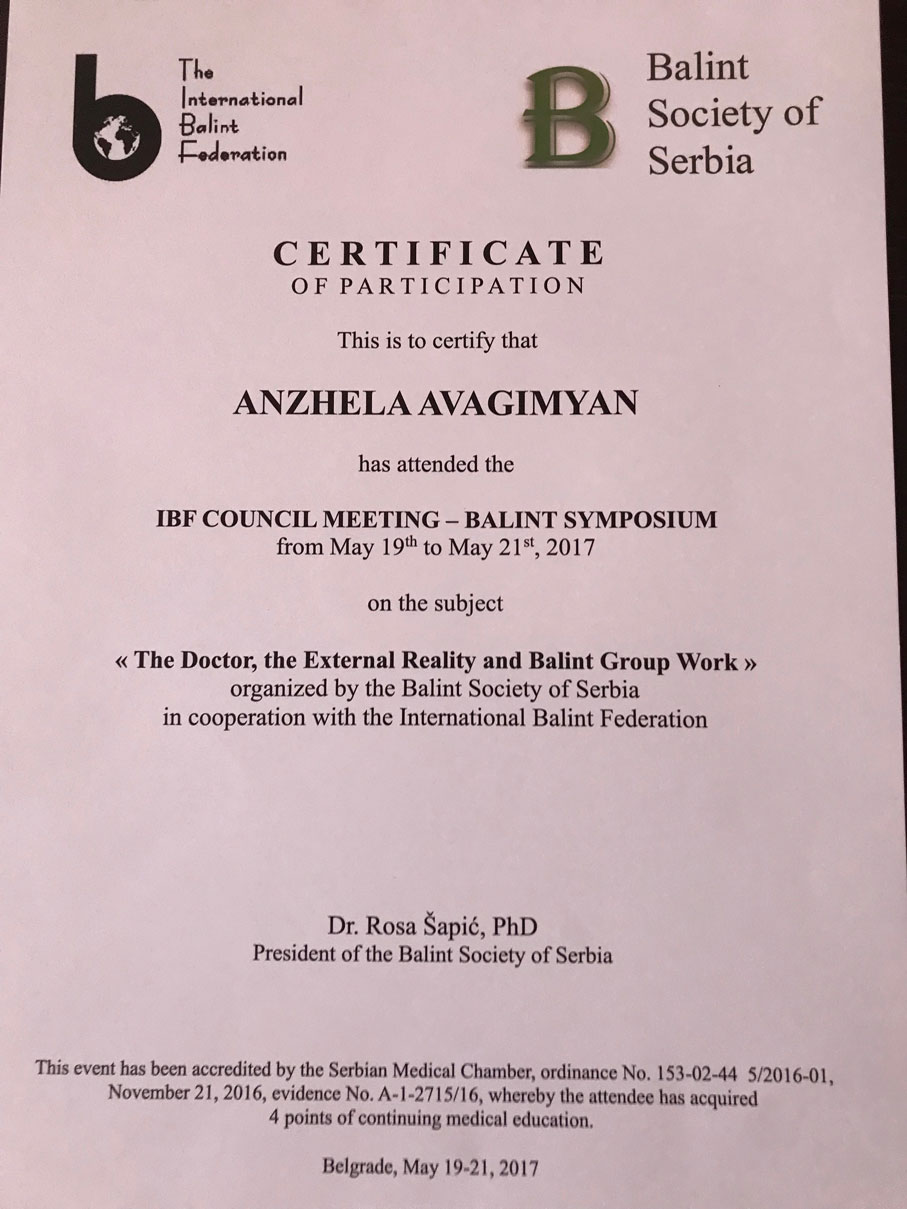 The
International
Balint
Federation
Balint
Society of
Serbia
CERTIFICATE
OF PARTICIPATION
This is to certify that
ANZHELA AVAGIMYAN
has attended the
IBF COUNCIL MEETING – BALINT SYMPOSIUM
from May 19th to May 21st, 2017
on the subject
« The Doctor, the External Reality and Balint Group Work »
organized by the Balint Society of Serbia
in cooperation with the International Balint Federation
Dr. Rosa Šapić, PhD
President of the Balint Society of Serbia
This event has been accredited by the Serbian Medical Chamber, ordinance No. 153-02-44 5/2016-01,
November 21, 2016, evidence No. A-1-2715/16, whereby the attendee has acquired
4 points of continuing medical education.
Belgrade, May 19-21, 2017